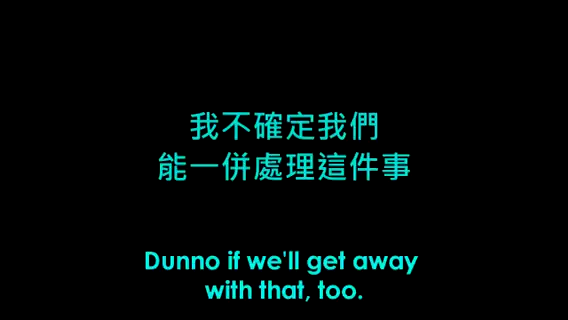 我不確定我們
能一併處理這件事
Dunno if we'll get away
with that, too.